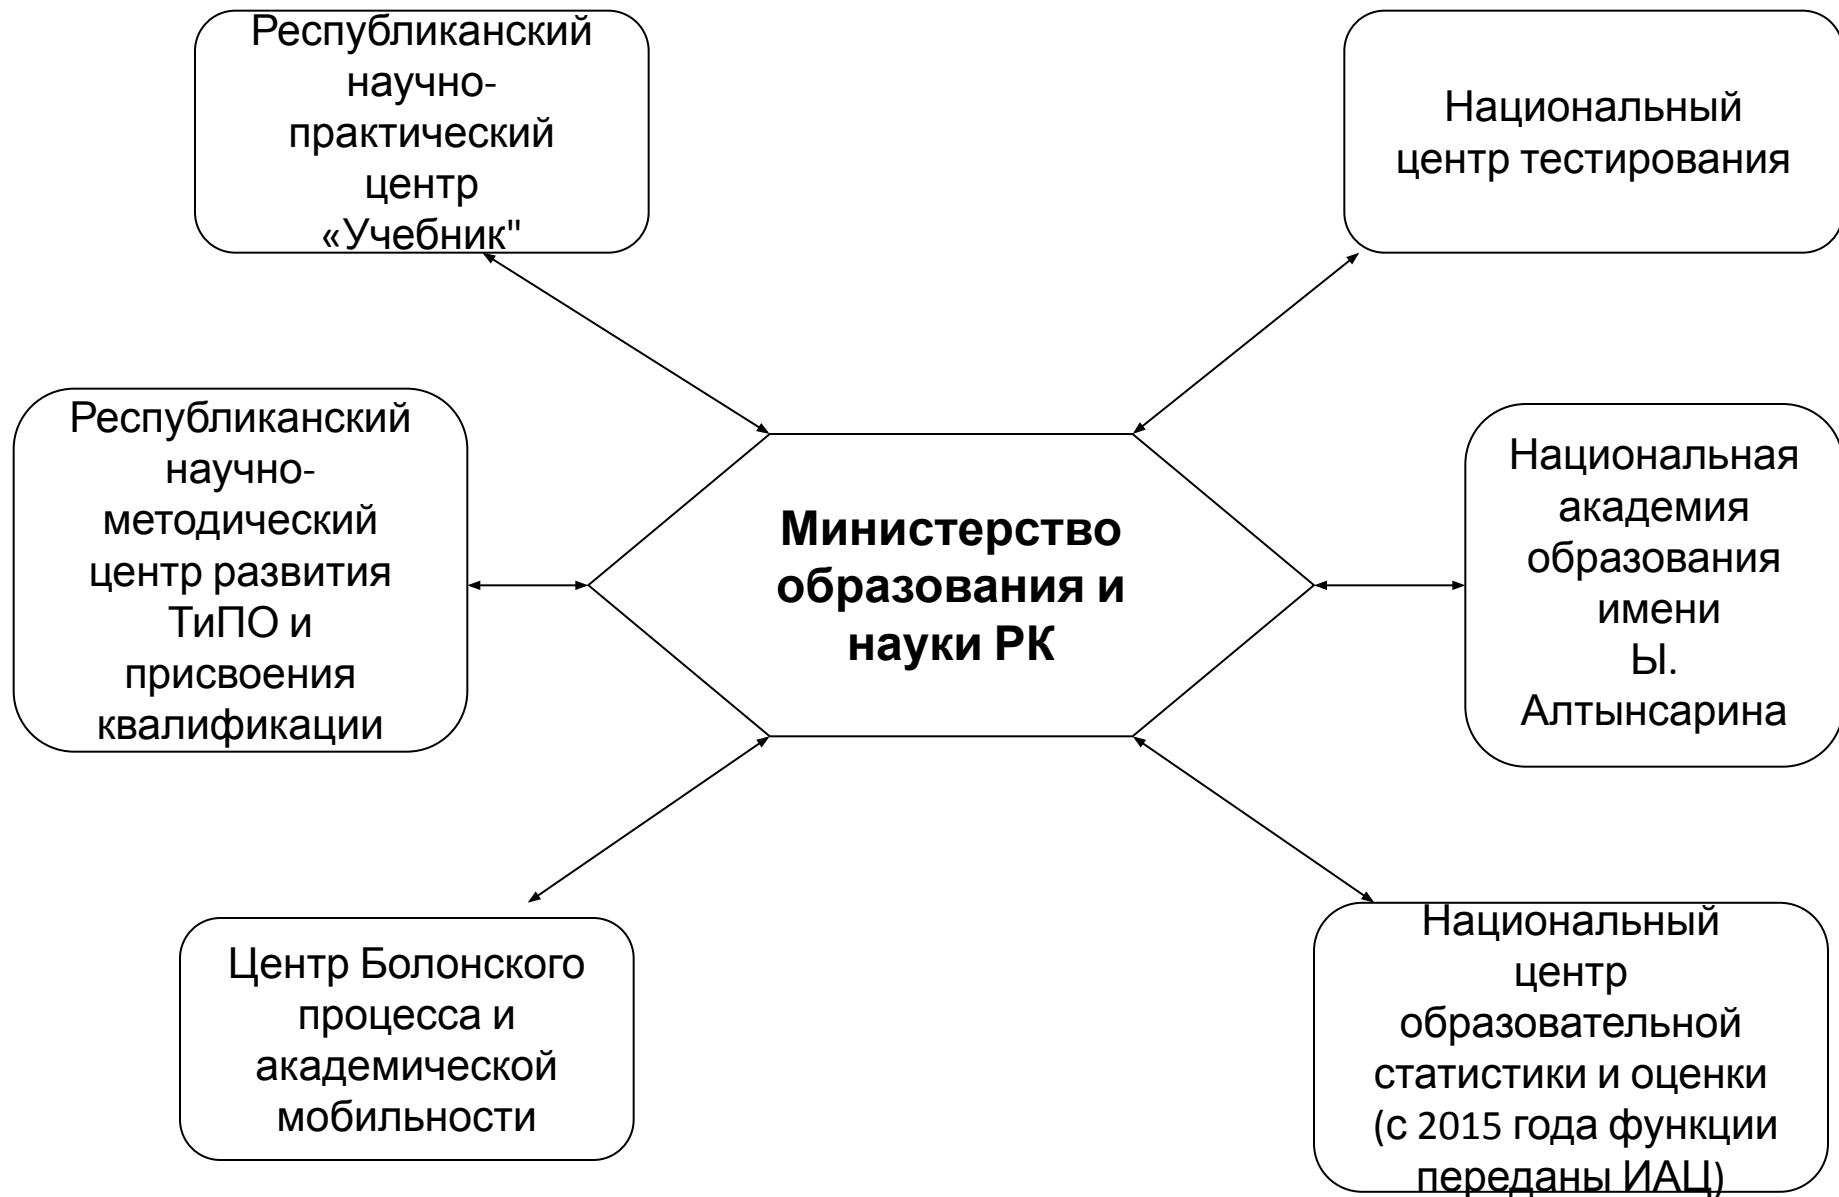 Республиканский
научно-
практический
центр
«Учебник"
Национальный
центр тестирования
Республиканский
научно-
методический
центр развития
ТиПО и
присвоения
квалификации
Министерство
образования и
науки РК
Национальная
академия
образования
имени
Ы.
Алтынсарина
Центр Болонского
процесса и
академической
мобильности
Национальный
центр
образовательной
статистики и оценки
(с 2015 года функции
переданы ИАЦ)